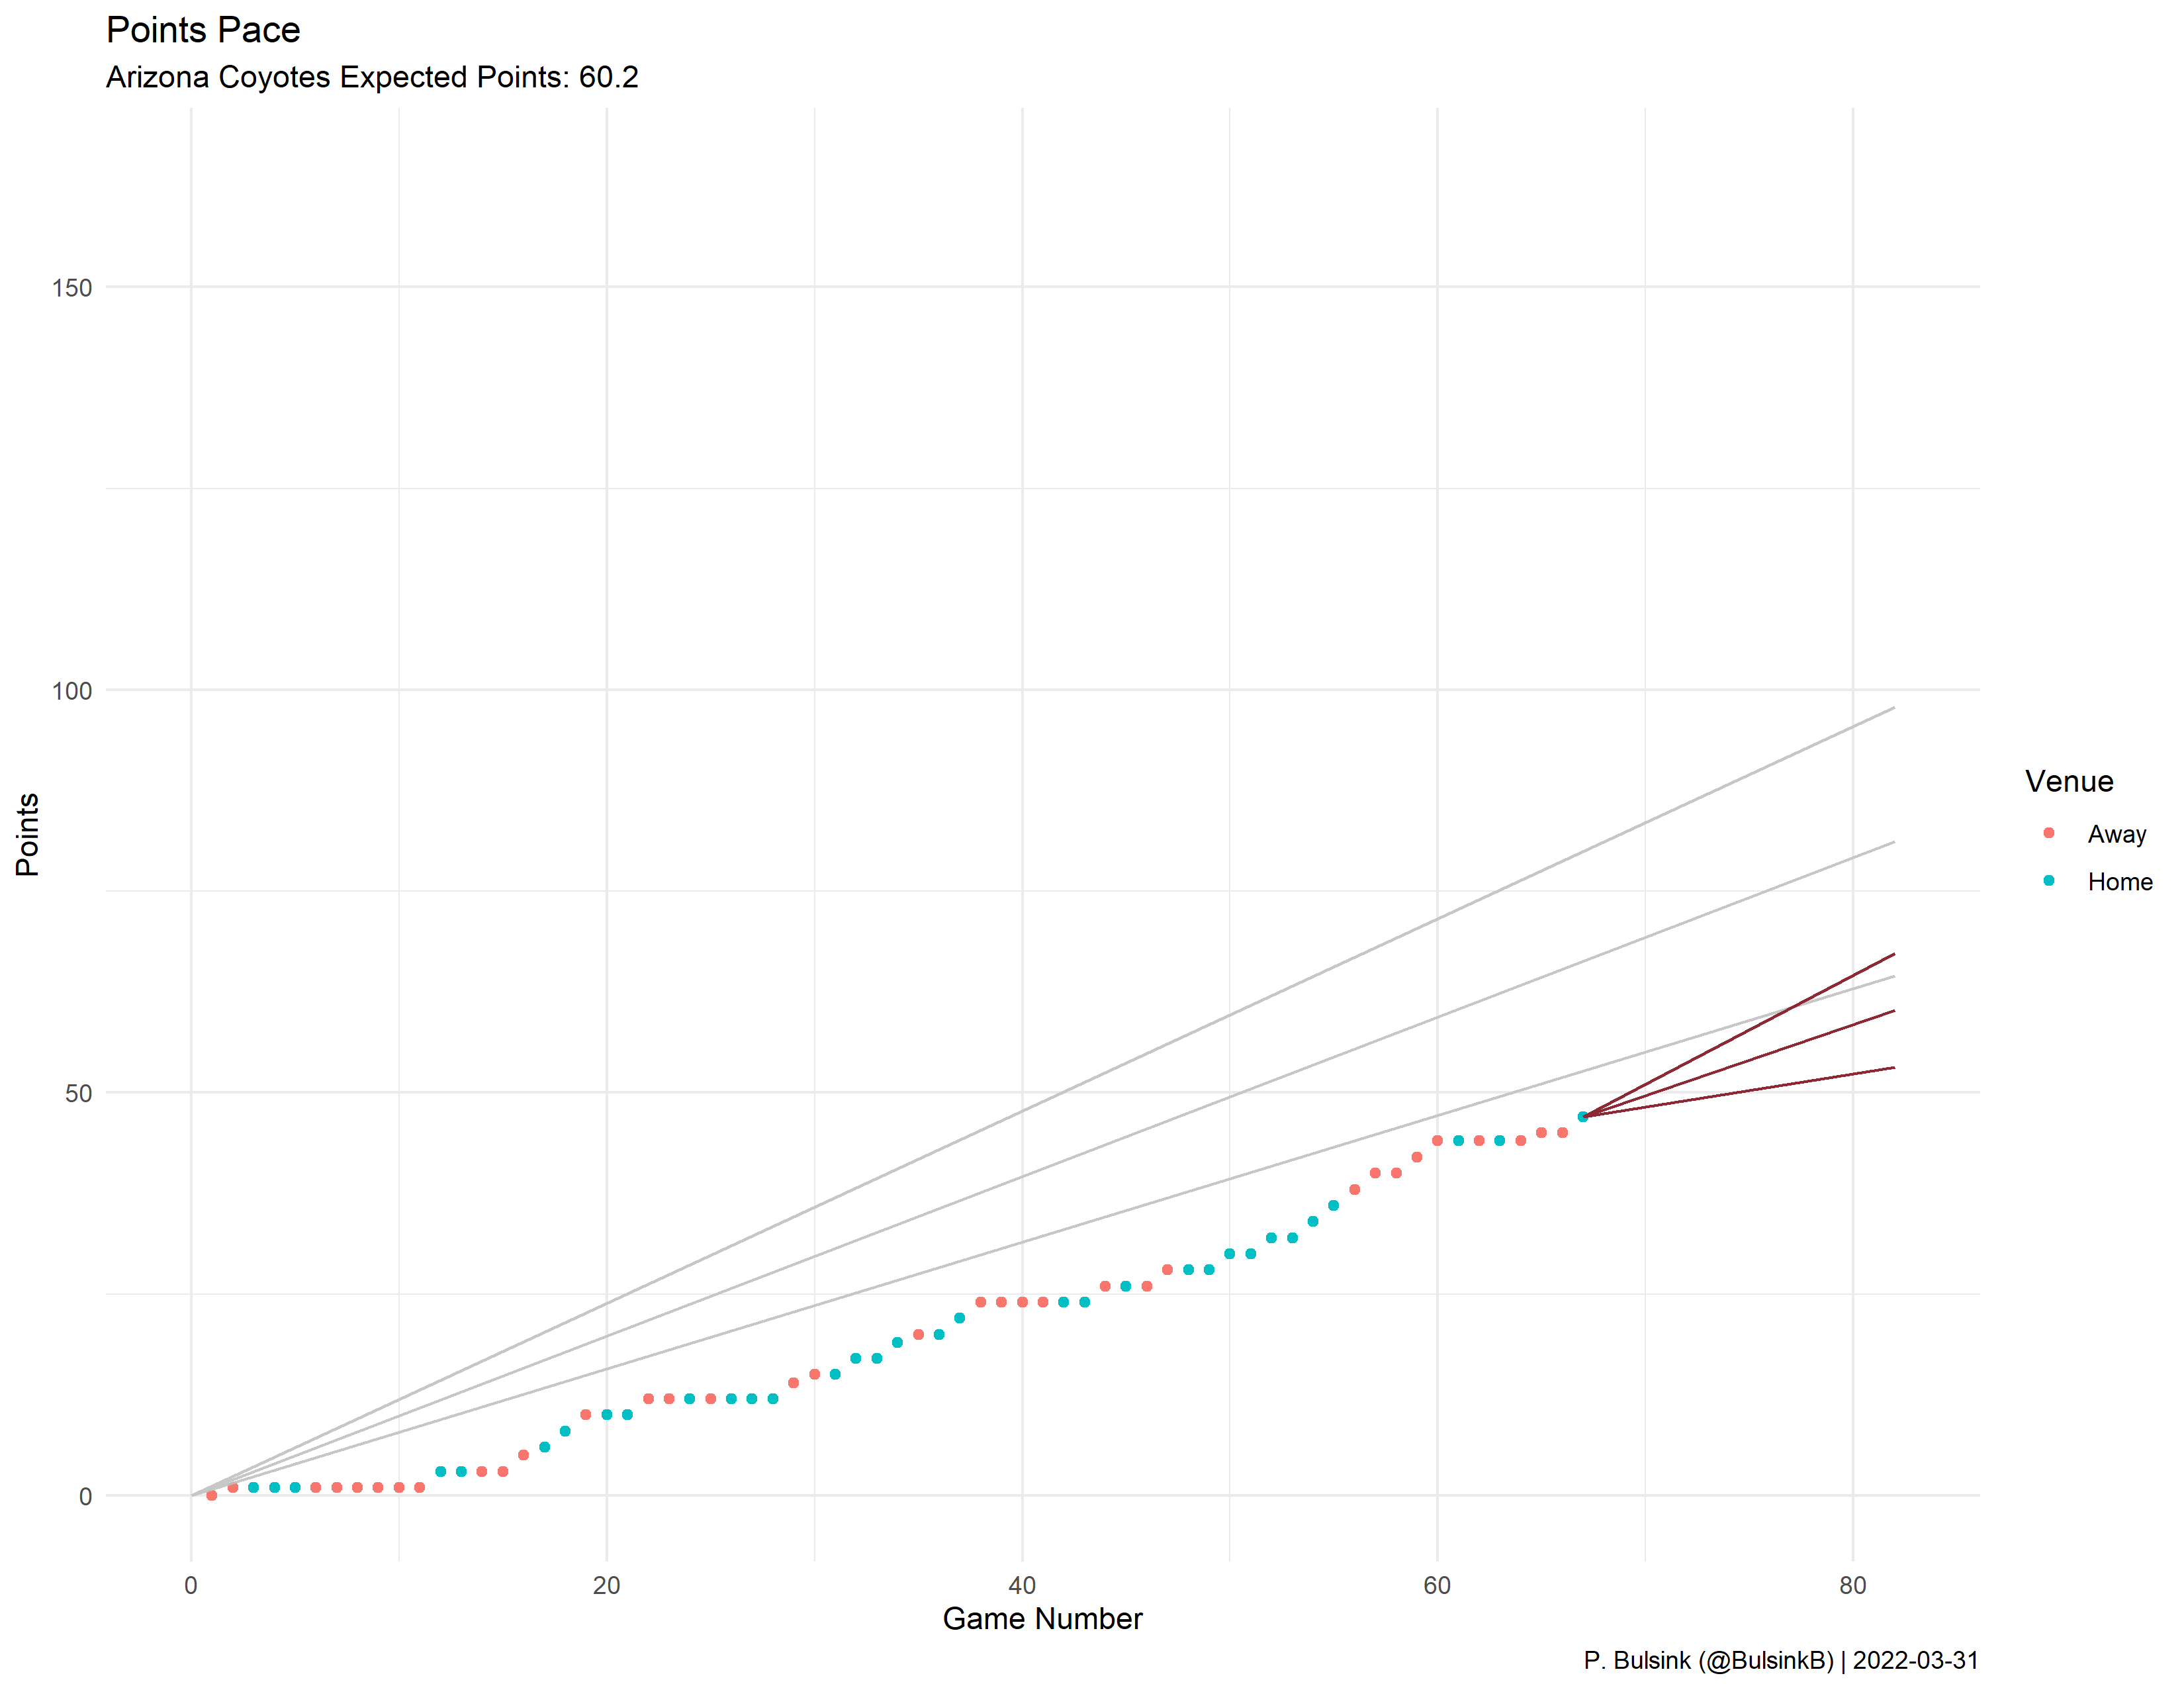 Points Pace
Arizona Coyotes Expected Points: 60.2
150
100
50
0
Points
0 20 40 60 80
Game Number
Venue
Away
Home
P. Bulsink (@BulsinkB) | 2022-03-31